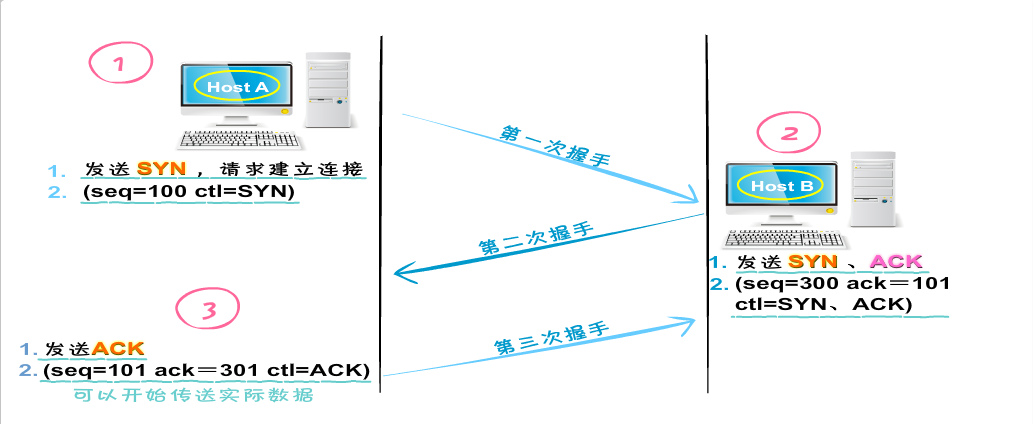 1
Host A
1. 发送 SYN ，请求建立连接
2. (seq=100 ctl=SYN)
第一次握手
2
Host B
第二次握手
1. 发送 SYN 、ACK
2. (seq=300 ack＝101
ctl=SYN、ACK)
3
第三次握手
1. 发送ACK
2. (seq=101 ack＝301 ctl=ACK)
可以开始传送实际数据